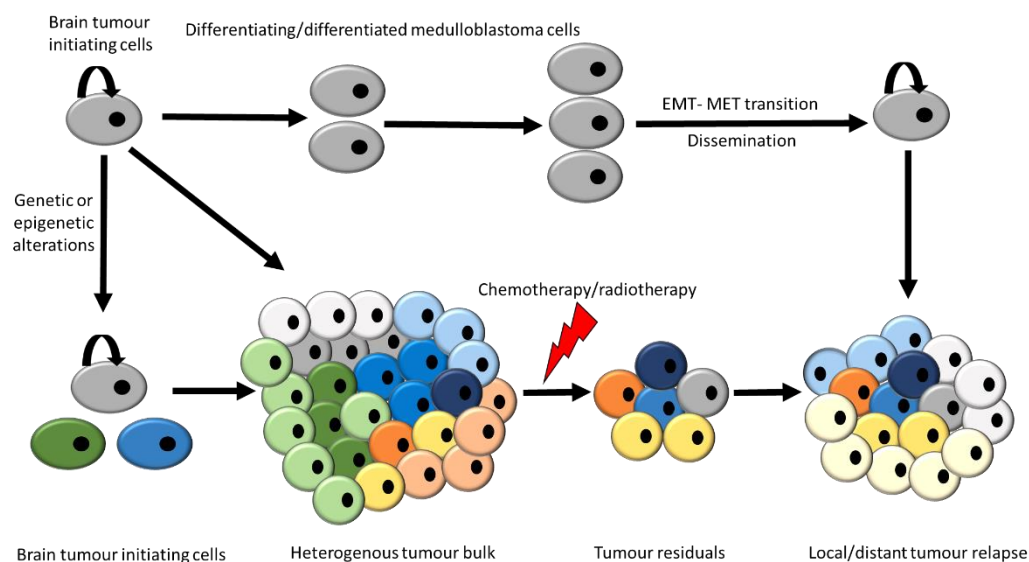 Brain tumour
initiating cells
Differentiating/differentiated medulloblastoma cells
EMT- MET transition
Dissemination
Genetic or
epigenetic
alterations
Chemotherapy/radiotherapy
Brain tumour initiating cells
Heterogenous tumour bulk
Tumour residuals
Local/distant tumour relapse